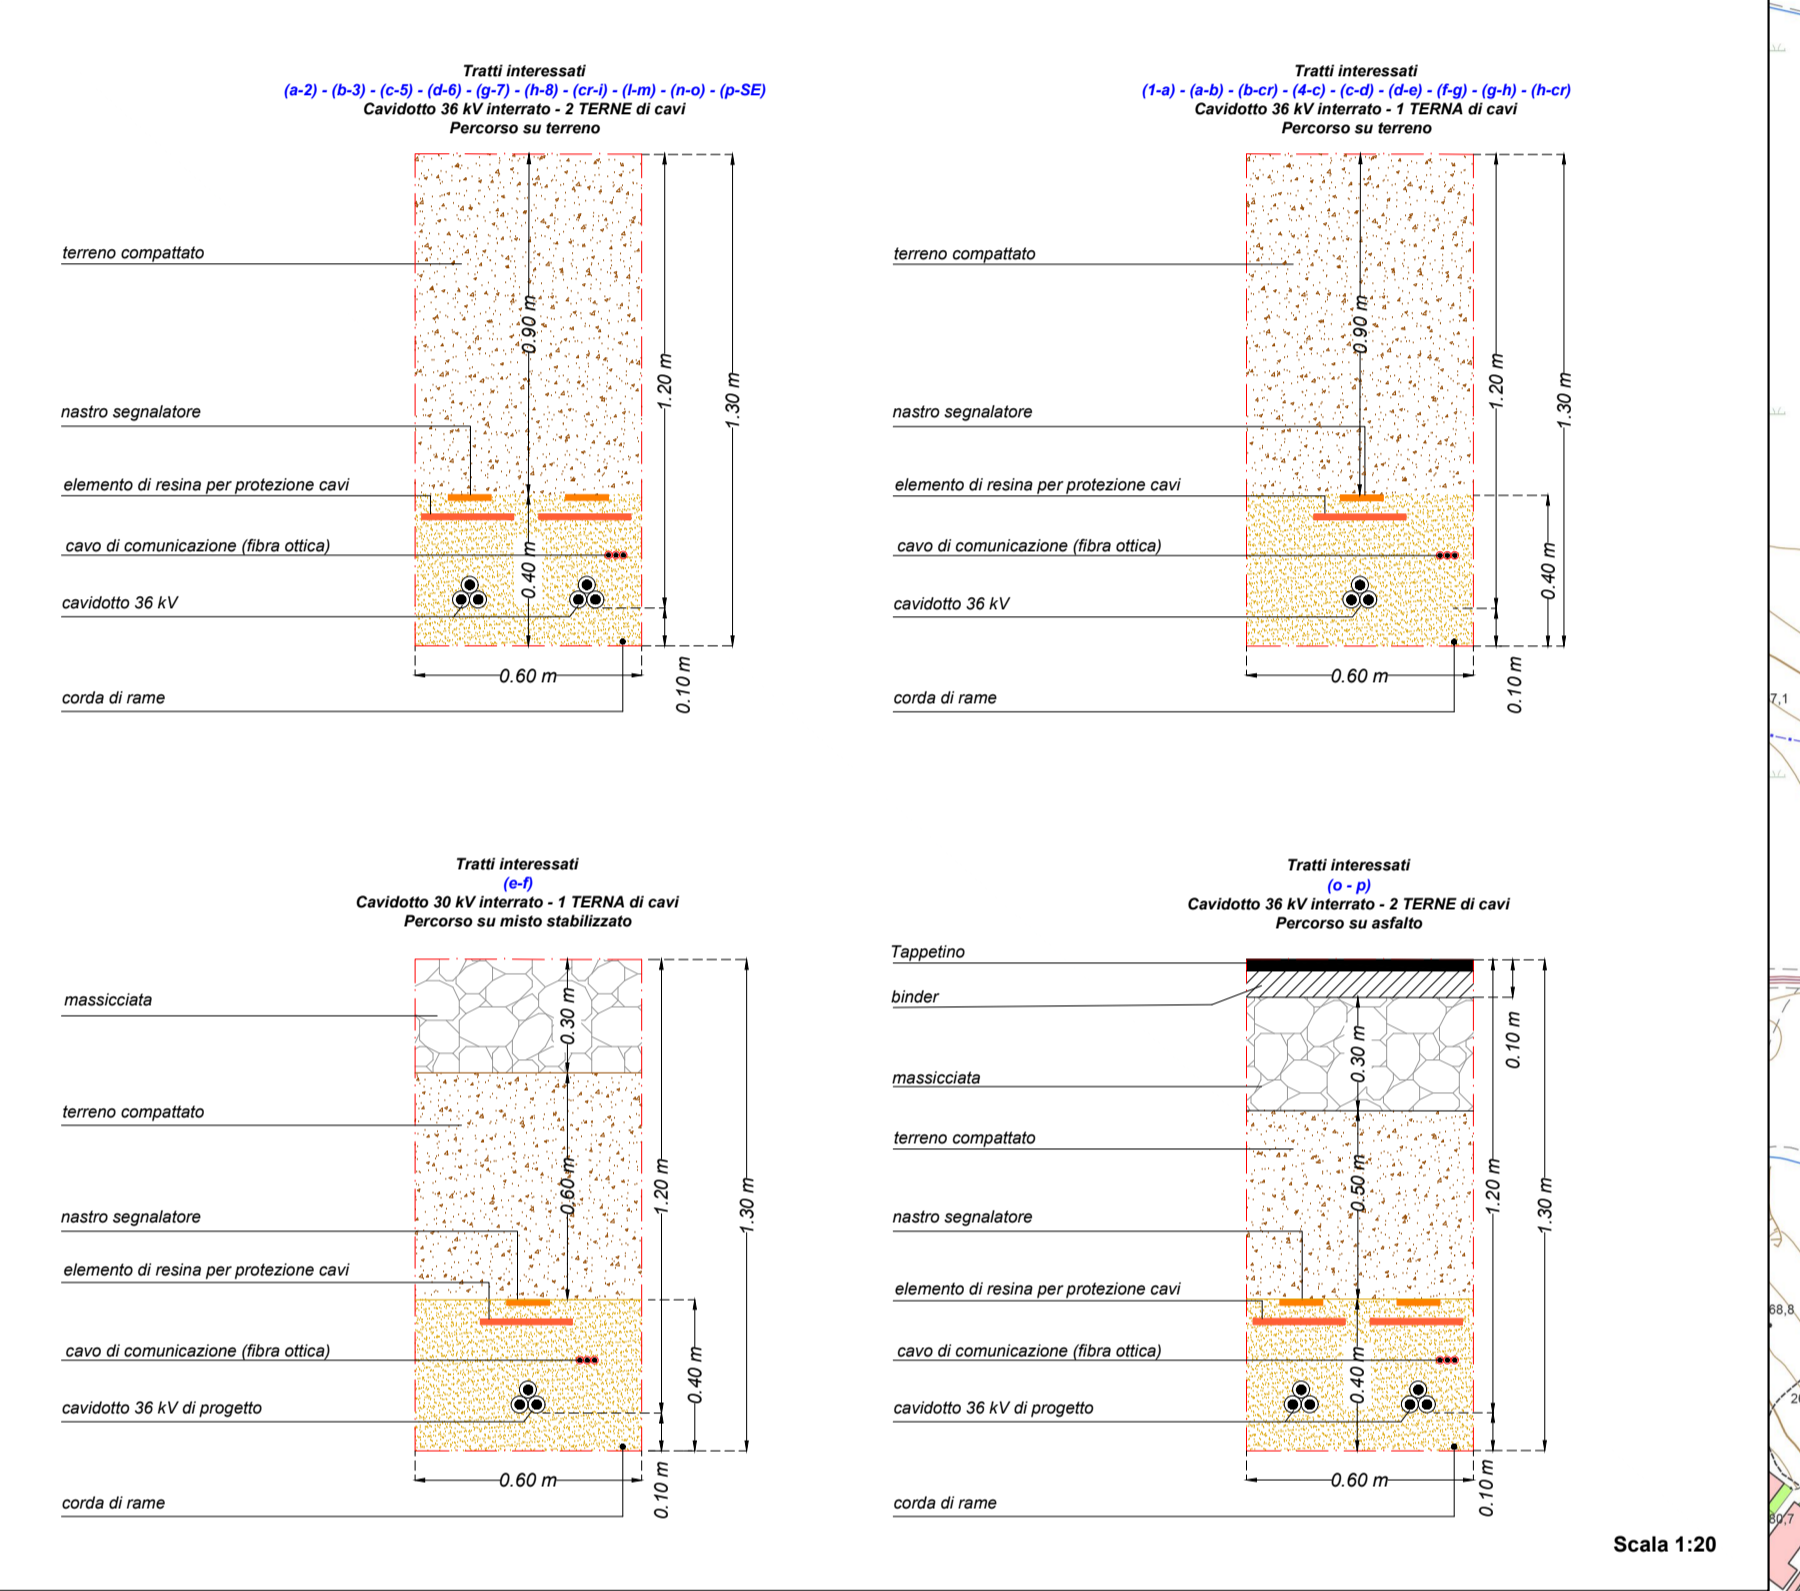 Tratti interessati
(a-2) - (b-3) - (c-5) - (d-6) - (g-7) - (h-8) - (cr-i) - (l-m) - (n-o) - (p-SE)
Cavidotto 36 kV interrato - 2 TERNE di cavi
Percorso su terreno
terreno compattato
0.90 m
1.20 m
1.30 m
nastro segnalatore
elemento di resina per protezione cavi
cavo di comunicazione (fibra ottica)
0.40 m
cavidotto 36 kV
0.60 m
0.10 m
corda di rame
Tratti interessati
(1-a) - (a-b) - (b-cr) - (4-c) - (c-d) - (d-e) - (f-g) - (g-h) - (h-cr)
Cavidotto 36 kV interrato - 1 TERNA di cavi
Percorso su terreno
terreno compattato
0.90 m
1.20 m
1.30 m
nastro segnalatore
elemento di resina per protezione cavi
cavo di comunicazione (fibra ottica)
0.40 m
cavidotto 36 kV
0.60 m
0.10 m
corda di rame
Tratti interessati
(e-f)
Cavidotto 30 kV interrato - 1 TERNA di cavi
Percorso su misto stabilizzato
massicciata
0.30 m
terreno compattato
0.60 m
1.20 m
1.30 m
nastro segnalatore
elemento di resina per protezione cavi
cavo di comunicazione (fibra ottica)
0.40 m
cavidotto 36 kV di progetto
0.60 m
0.10 m
corda di rame
Tratti interessati
(o - p)
Cavidotto 36 kV interrato - 2 TERNE di cavi
Percorso su asfalto
Tappetino
binder
0.10 m
0.30 m
massicciata
terreno compattato
0.50 m
1.20 m
1.30 m
nastro segnalatore
elemento di resina per protezione cavi
cavo di comunicazione (fibra ottica)
0.40 m
cavidotto 36 kV di progetto
0.60 m
0.10 m
corda di rame
Scala 1:20
7,1
68,8